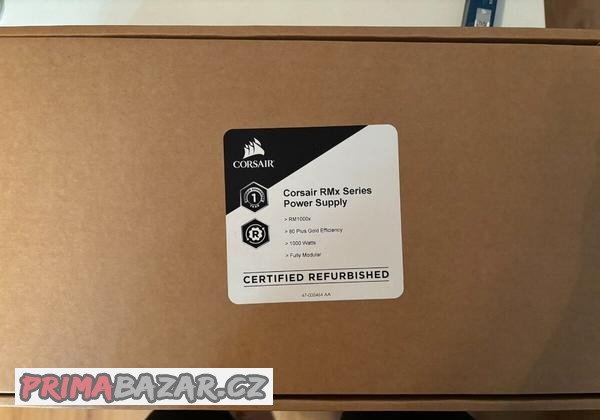 CORSAIR
1
R
Corsair RMx Series
Power Supply
> RM1000x
> 80 Plus Gold Efficiency
> 1000 Watts
> Fully Modular
CERTIFIED REFURBISHED
PRIMABAZAR.CZ